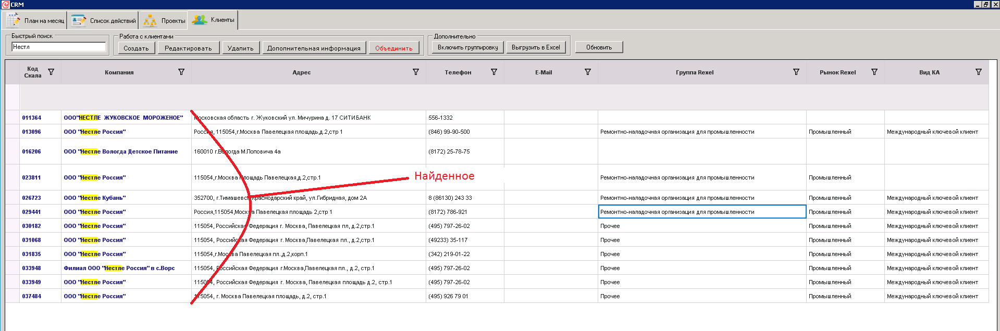 CRM
План на месяц Список действий Проекты Клиенты
Быстрый поиск Работа с клиентами Дополнительно
Нестл Создать Редактировать Удалить Дополнительная информация Объединить Включить группировку Выгрузить в Excel Обновить
Код Скала Компания Адрес Телефон E-Mail Группа Rexel Рынок Rexel Вид КА
011364 ООО"НЕСТЛЕ ЖУКОВСКОЕ МОРОЖЕНОЕ" Московская область г. Жуковский ул. Мичурина д. 17 СИТИБАНК 556-1332
013096 ООО "Нестле Россия" Россия, 115054,г.Москва Павелецкая площадь,д.2,стр 1 (846) 99-90-500 Ремонтно-наладочная организация для промышленности Промышленный Международный ключевой клиент
016206 ООО "Нестле Вологда Детское Питание 160010 г.Вологда М.Поповича 4а (8172) 25-78-75
Найденное
023811 ООО "Нестле Россия" 115054,г.Москва Площадь Павелецкая,д.2,стр.1 Ремонтно-наладочная организация для промышленности Промышленный
026723 ООО "Нестле Кубань" 352700, г.Тимашевск Краснодарский край, ул.Гибридная, дом 2А 8 (86130) 243 33 Ремонтно-наладочная организация для промышленности Промышленный Международный ключевой клиент
029441 ООО "Нестле Россия" Россия,115054,Москва Павелецкая площадь 2,стр 1 (8172) 786-921 Ремонтно-наладочная организация для промышленности Промышленный Международный ключевой клиент
030182 ООО "Нестле Россия" 115054, Российская Федерация г. Москва, Павелецкая пл, д.2,стр.1 (495) 797-26-02 Прочее Промышленный Международный ключевой клиент
031068 ООО "Нестле Россия" 115054, Российская Федерация г. Москва,Павелецкая пл., д.2,стр.1 (49233) 35-117 Прочее Промышленный Международный ключевой клиент
031835 ООО "Нестле Россия" 115054,г.Москва Павелецкая пл.,д.2,корп.1 (342) 219-01-22 Прочее Промышленный Международный ключевой клиент
033948 Филиал ООО "Нестле Россия" в с.Ворс 115054, Российская Федерация г.Москва,Павелецкая пл., д.2, стр.1 (495) 797-26-02 Прочее Промышленный Международный ключевой клиент
033949 ООО "Нестле Россия" 115054, Российская Федерация г. Москва, Павелецкая площадь д.2, стр.1 (495) 797-26-02 Прочее Промышленный Международный ключевой клиент
037484 ООО "Нестле Россия" 115054, г. Москва Павелецкая площадь, д.2, стр.1 (495) 926 79 01 Прочее Промышленный Международный ключевой клиент